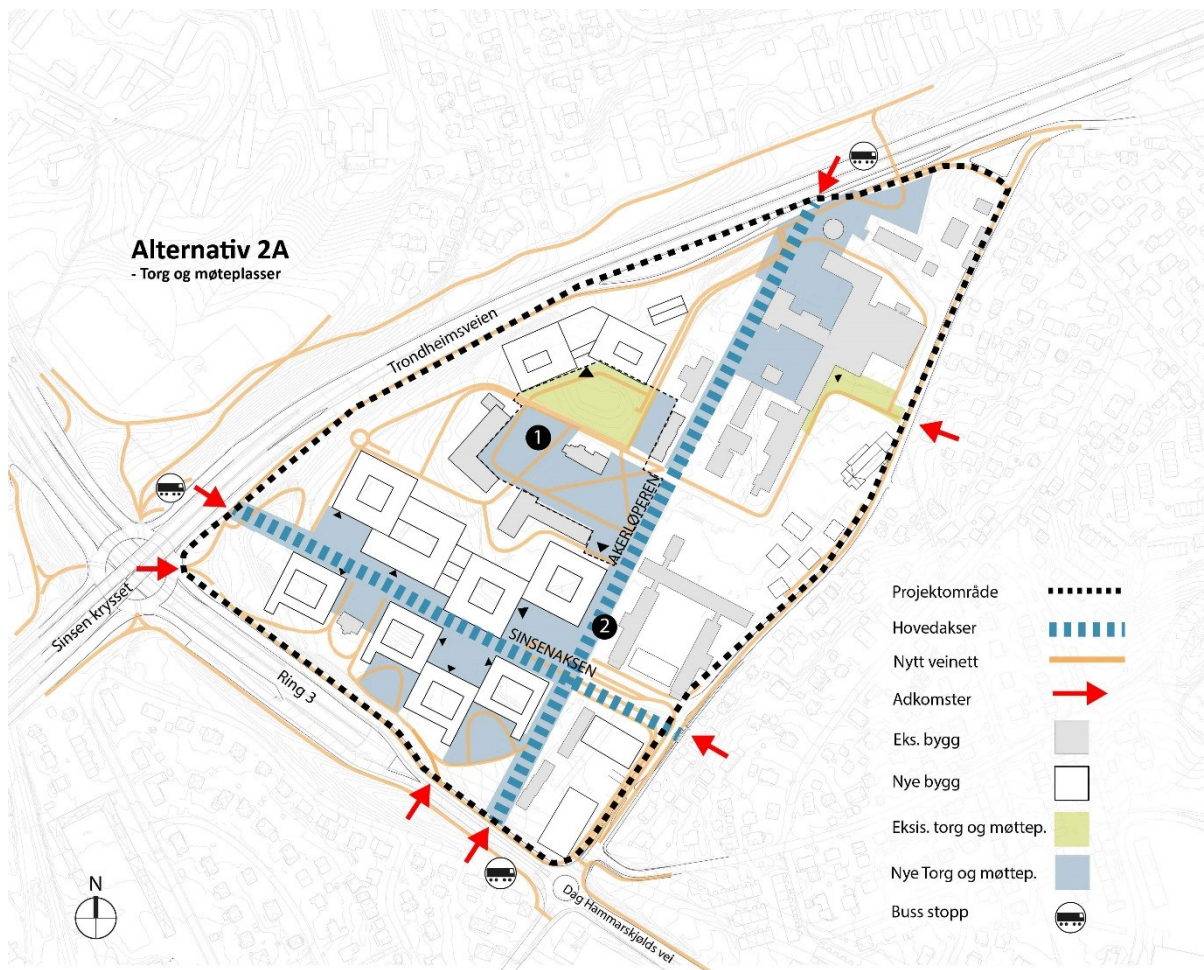 Alternativ 2A
- Torg og møteplasser
Trondheimsveien
1
AKERLØPEREN
2
SINSENAKSEN
Sinsen krysset
Ring 3
Dag Hammarskjølds vei
N
Projektområde
Hovedakser
Nytt veinett
Adkomster
Eks. bygg
Nye bygg
Eksis. torg og møttep.
Nye Torg og møttep.
Buss stopp